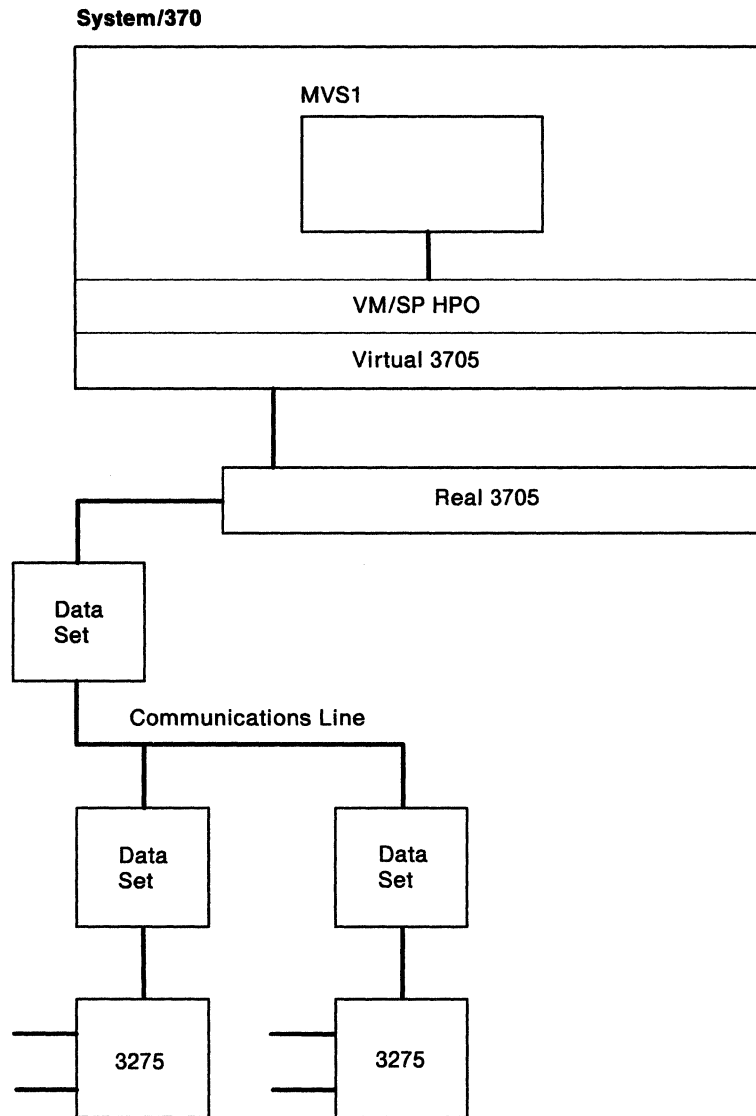 System/370
MVS1
VM/SP HPO
Virtual 3705
Real 3705
Data
Set
Communications Line
Data
Set
Data
Set
3275
3275